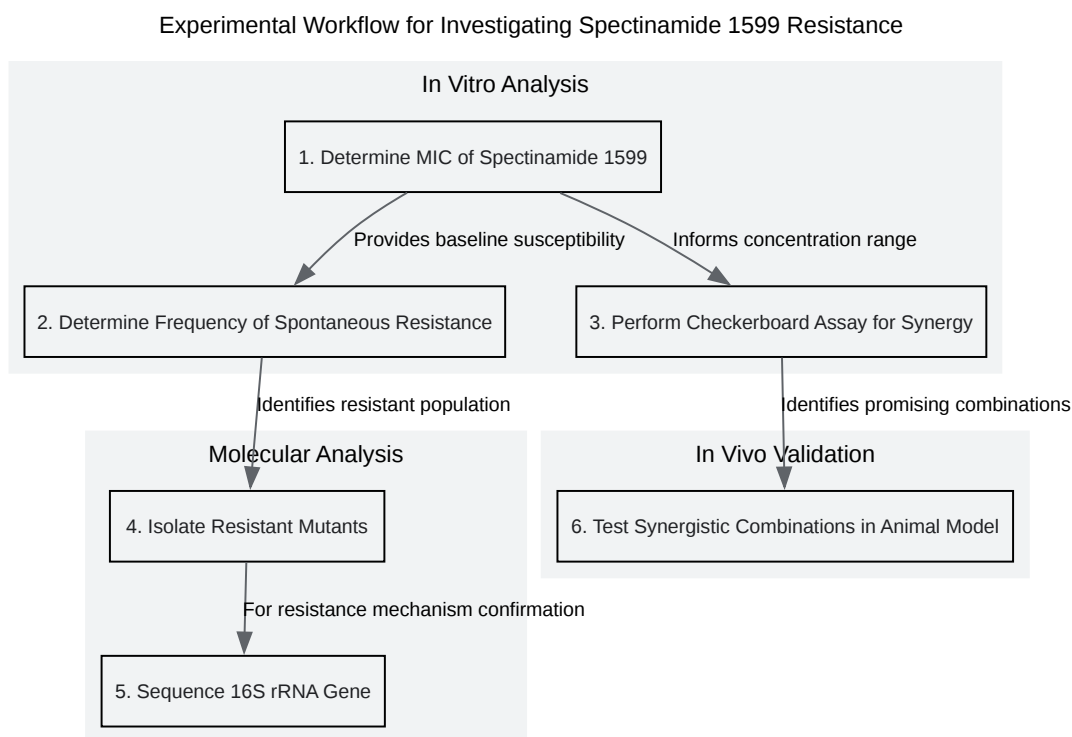 Experimental Workflow for Investigating Spectinamide 1599 Resistance
In Vitro Analysis
1. Determine MIC of Spectinamide 1599
Provides baseline susceptibility
Informs concentration range
2. Determine Frequency of Spontaneous Resistance
3. Perform Checkerboard Assay for Synergy
Identifies resistant population
Identifies promising combinations
Molecular Analysis
In Vivo Validation
4. Isolate Resistant Mutants
6. Test Synergistic Combinations in Animal Model
For resistance mechanism confirmation
5. Sequence 16S rRNA Gene